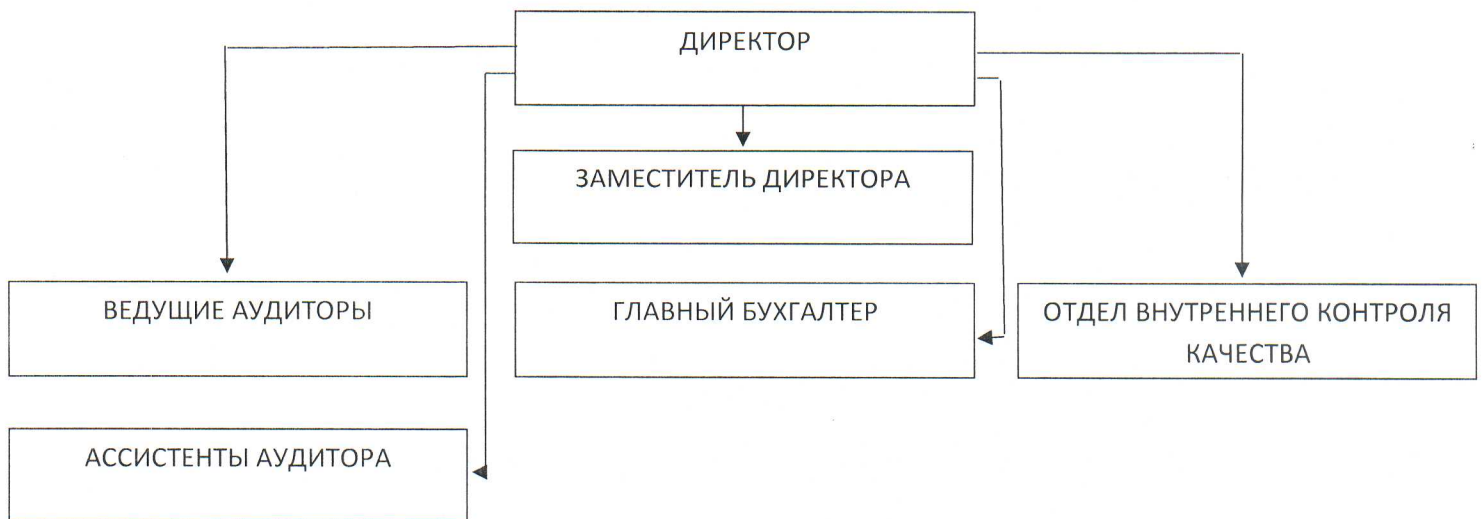 ДИРЕКТОР
ЗАМЕСТИТЕЛЬ ДИРЕКТОРА
ВЕДУЩИЕ АУДИТОРЫ
ГЛАВНЫЙ БУХГАЛТЕР
ОТДЕЛ ВНУТРЕННЕГО КОНТРОЛЯ
КАЧЕСТВА
АССИСТЕНТЫ АУДИТОРА